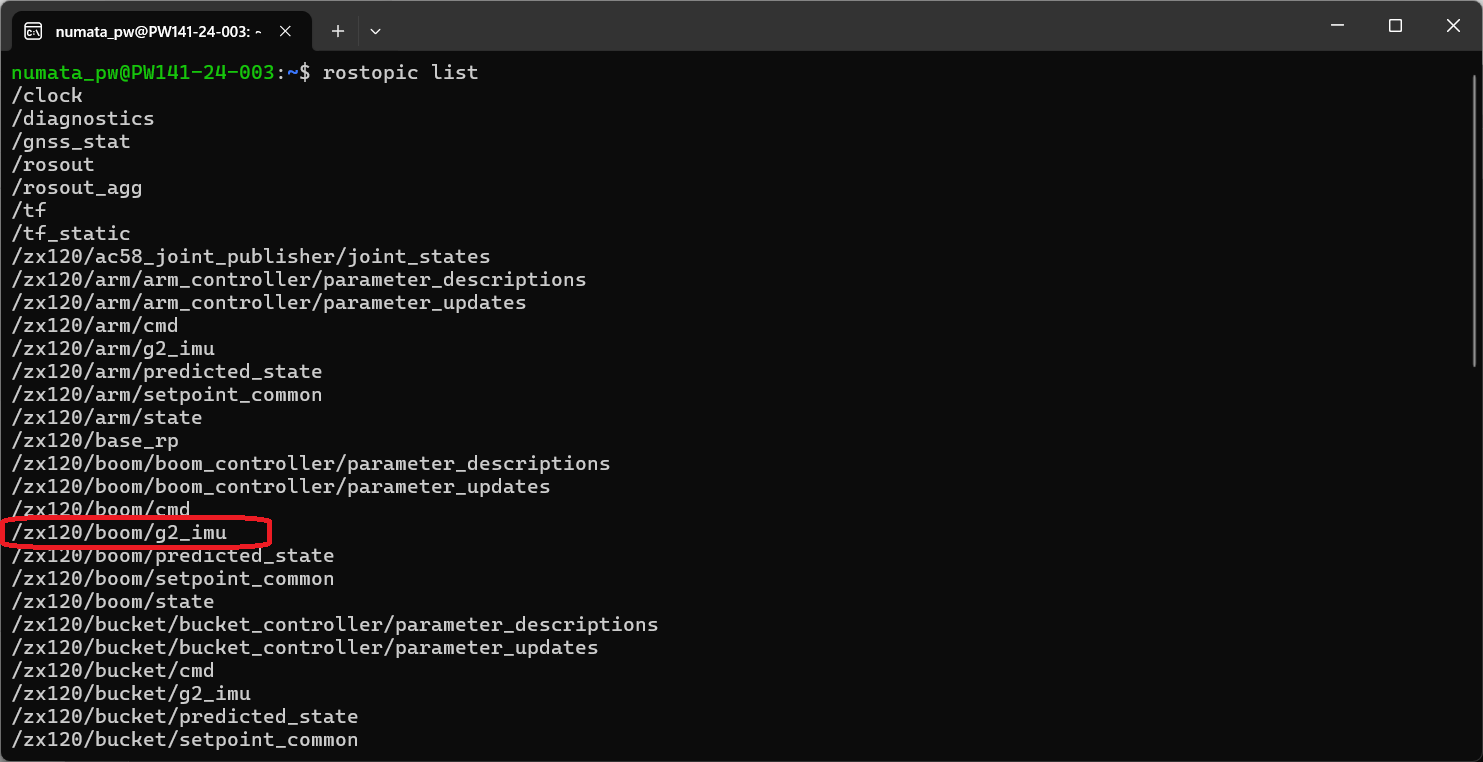 numata_pw@PW141-24-003: ~
numata_pw@PW141-24-003:~$ rostopic list
/clock
/diagnostics
/gnss_stat
/rosout
/rosout_agg
/tf
/tf_static
/zx120/ac58_joint_publisher/joint_states
/zx120/arm/arm_controller/parameter_descriptions
/zx120/arm/arm_controller/parameter_updates
/zx120/arm/cmd
/zx120/arm/g2_imu
/zx120/arm/predicted_state
/zx120/arm/setpoint_common
/zx120/arm/state
/zx120/base_rp
/zx120/boom/boom_controller/parameter_descriptions
/zx120/boom/boom_controller/parameter_updates
/zx120/boom/cmd
/zx120/boom/g2_imu
/zx120/boom/predicted_state
/zx120/boom/setpoint_common
/zx120/boom/state
/zx120/bucket/bucket_controller/parameter_descriptions
/zx120/bucket/bucket_controller/parameter_updates
/zx120/bucket/cmd
/zx120/bucket/g2_imu
/zx120/bucket/predicted_state
/zx120/bucket/setpoint_common